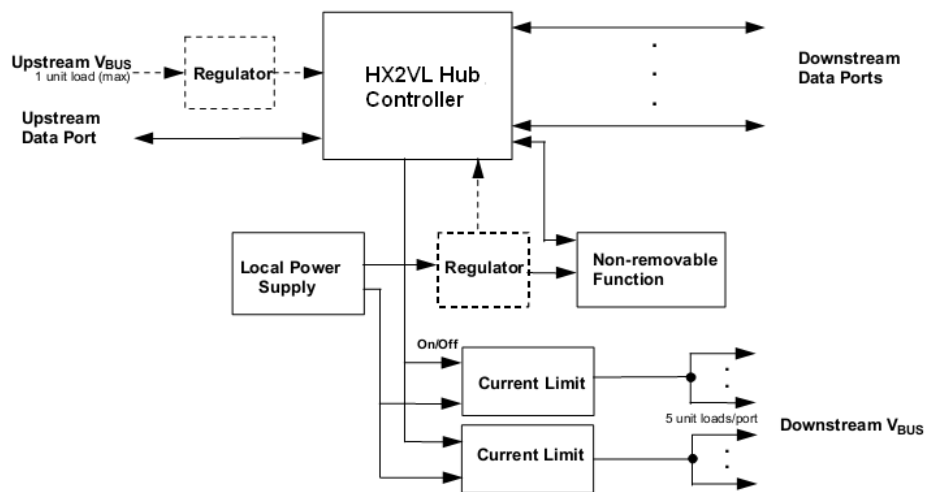 Upstream VBUS
1 unit load (max)
Regulator
HX2VL Hub
Controller
Downstream
Data Ports
Upstream
Data Port
Local Power
Supply
Regulator
Non-removable
Function
On/Off
Current Limit
5 unit loads/port
Downstream VBUS
Current Limit